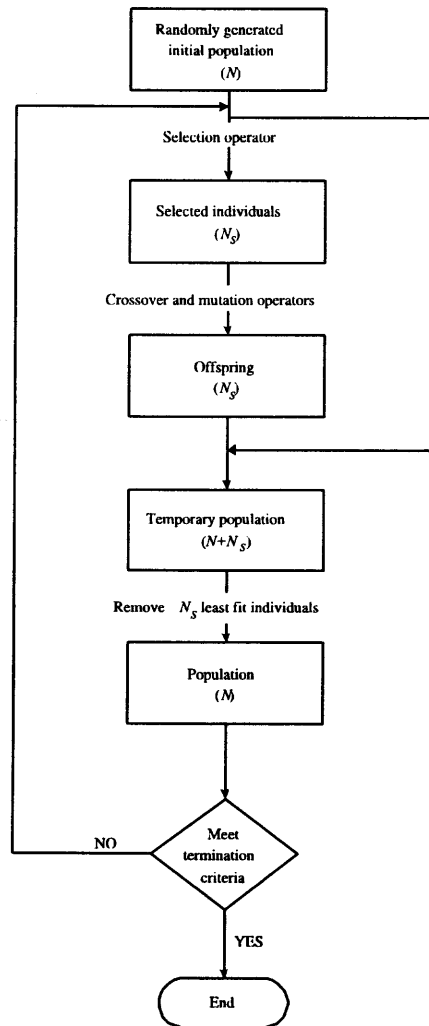 Randomly generated
initial population
(N)
Selection operator
Selected individuals
(N_S)
Crossover and mutation operators
Offspring
(N_S)
Temporary population
(N+N_S)
Remove N_S least fit individuals
Population
(N)
NO
Meet
termination
criteria
YES
End